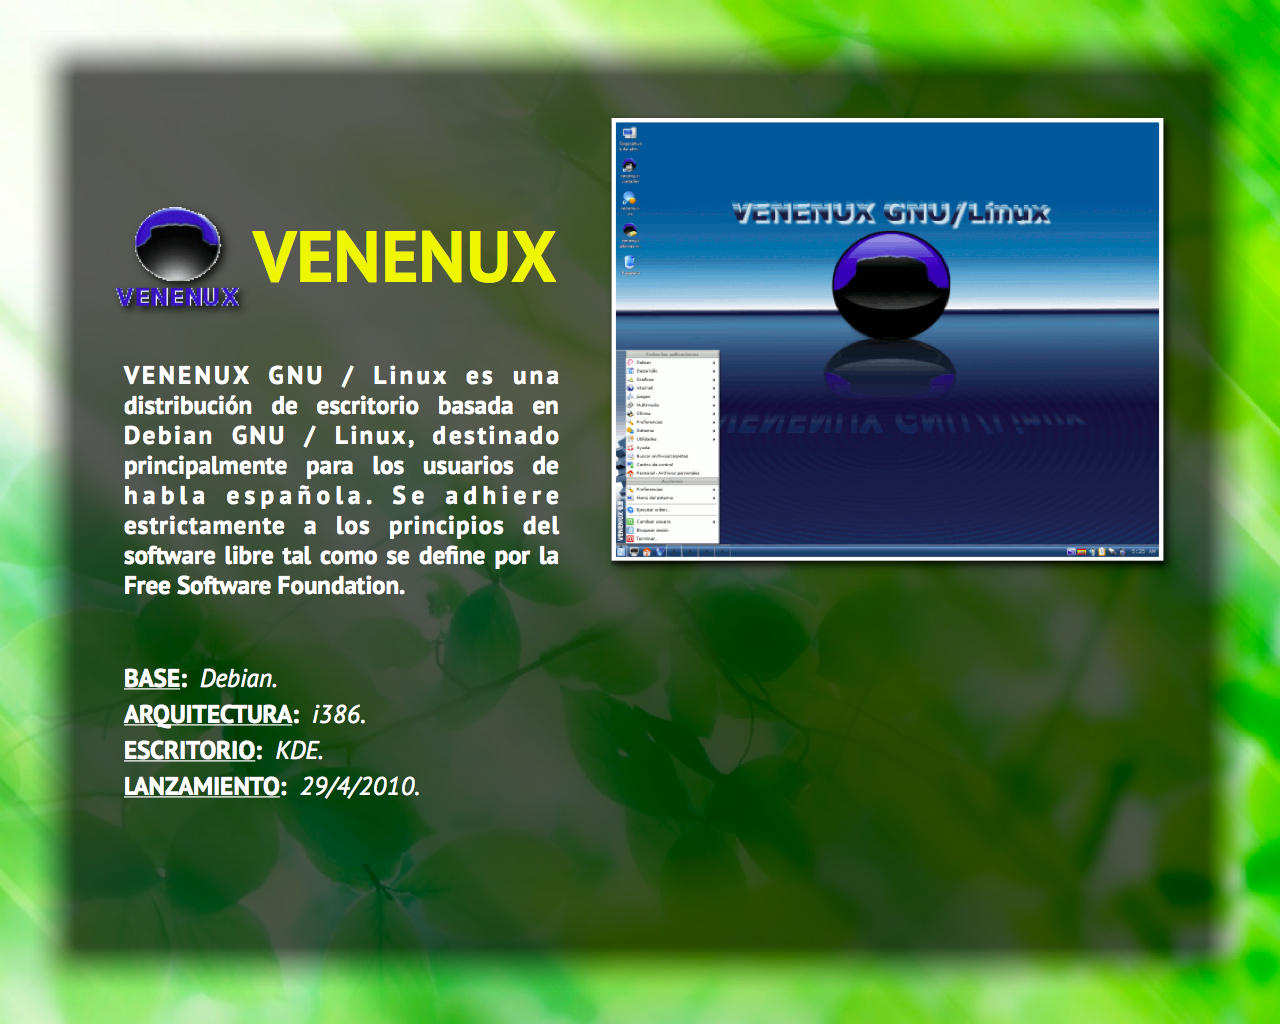 VENENUX
VENENUX
VENENUX GNU / Linux es una
distribución de escritorio basada en
Debian GNU / Linux, destinado
principalmente para los usuarios de
habla española. Se adhiere
estrictamente a los principios del
software libre tal como se define por la
Free Software Foundation.
BASE: Debian.
ARQUITECTURA: i386.
ESCRITORIO: KDE.
LANZAMIENTO: 29/4/2010.
VENENUX GNU/Linux
Todas las aplicaciones
Debian
Desarrollo
Gráficos
Internet
Juegos
Multimedia
Oficina
Preferencias
Sistema
Utilidades
Ayuda
Centro de control
Personal - Archivos personales
Acciones
Preferencias
Menú del sistema
Ejecutar orden...
Cambiar usuario
Bloquear sesión
Terminar...